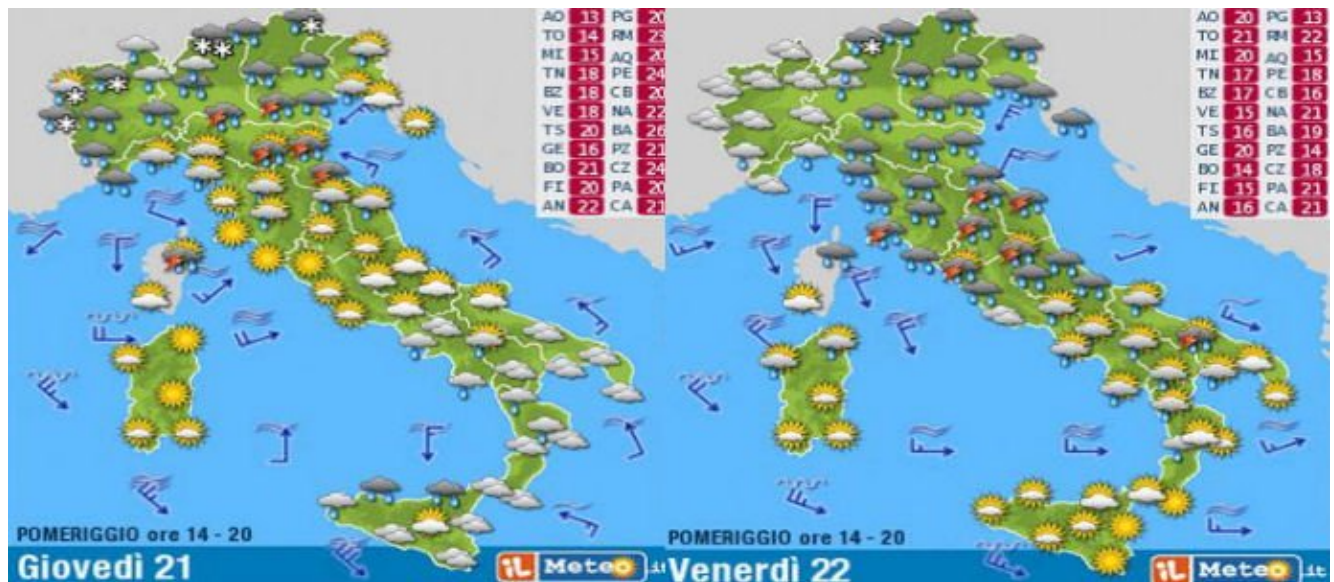 AO 13 PG 20
TO 14 RM 23
MI 15 AQ 20
TN 18 PE 24
BZ 18 CB 20
VE 18 NA 22
TS 20 BA 26
GE 16 PZ 21
BO 21 CZ 24
FI 20 PA 20
AN 22 CA 21
POMERIGGIO ore 14 - 20
Giovedì 21
iL Meteo.it
AO 20 PG 13
TO 21 RM 22
MI 20 AQ 15
TN 17 PE 18
BZ 17 CB 16
VE 15 NA 21
TS 16 BA 19
GE 20 PZ 14
BO 14 CZ 18
FI 15 PA 21
AN 16 CA 21
POMERIGGIO ore 14 - 20
Venerdì 22
iL Meteo.it